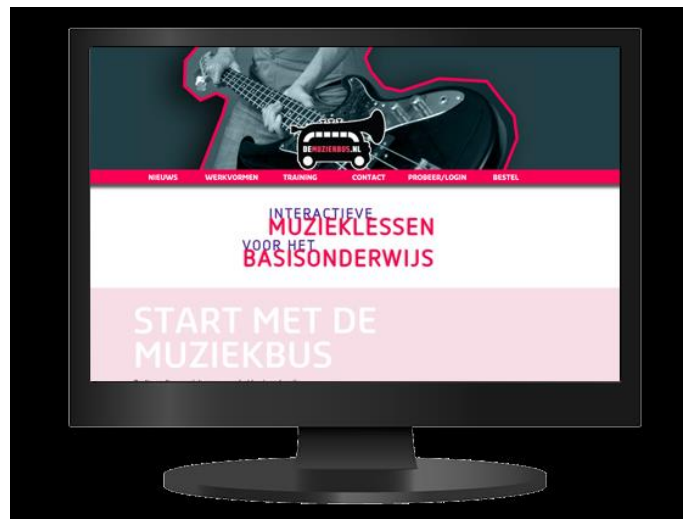 DEMUZIEKBUS.NL
NIEUWS WERKVORMEN TRAINING CONTACT PROBEER/LOGIN BESTEL
INTERACTIEVE
MUZIEKLESSEN
VOOR HET
BASISONDERWIJS
START MET DE
MUZIEKBUS